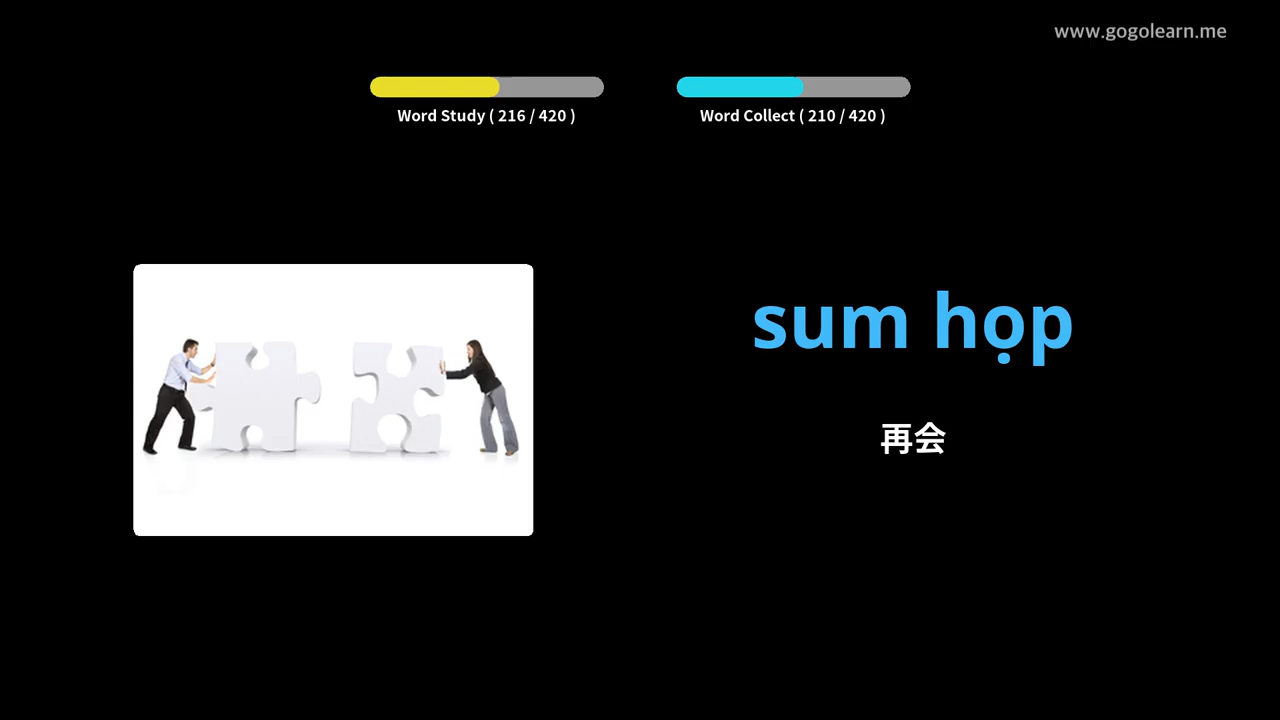 www.gogolearn.me
Word Study ( 216 / 420 )
Word Collect ( 210 / 420 )
sum họp
再会